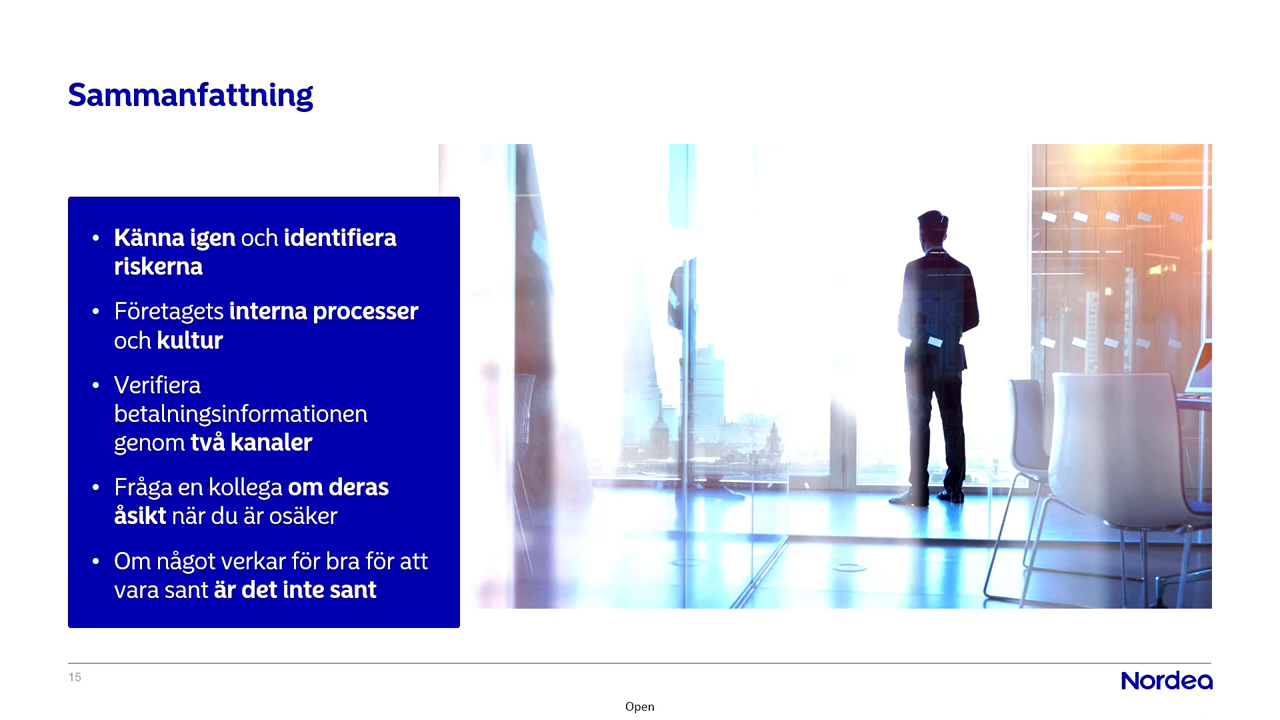 Sammanfattning
• Känna igen och identifiera
riskerna
• Företagets interna processer
och kultur
• Verifiera
betalningsinformationen
genom två kanaler
• Fråga en kollega om deras
åsikt när du är osäker
• Om något verkar för bra för att
vara sant är det inte sant
15
Nordea
Open